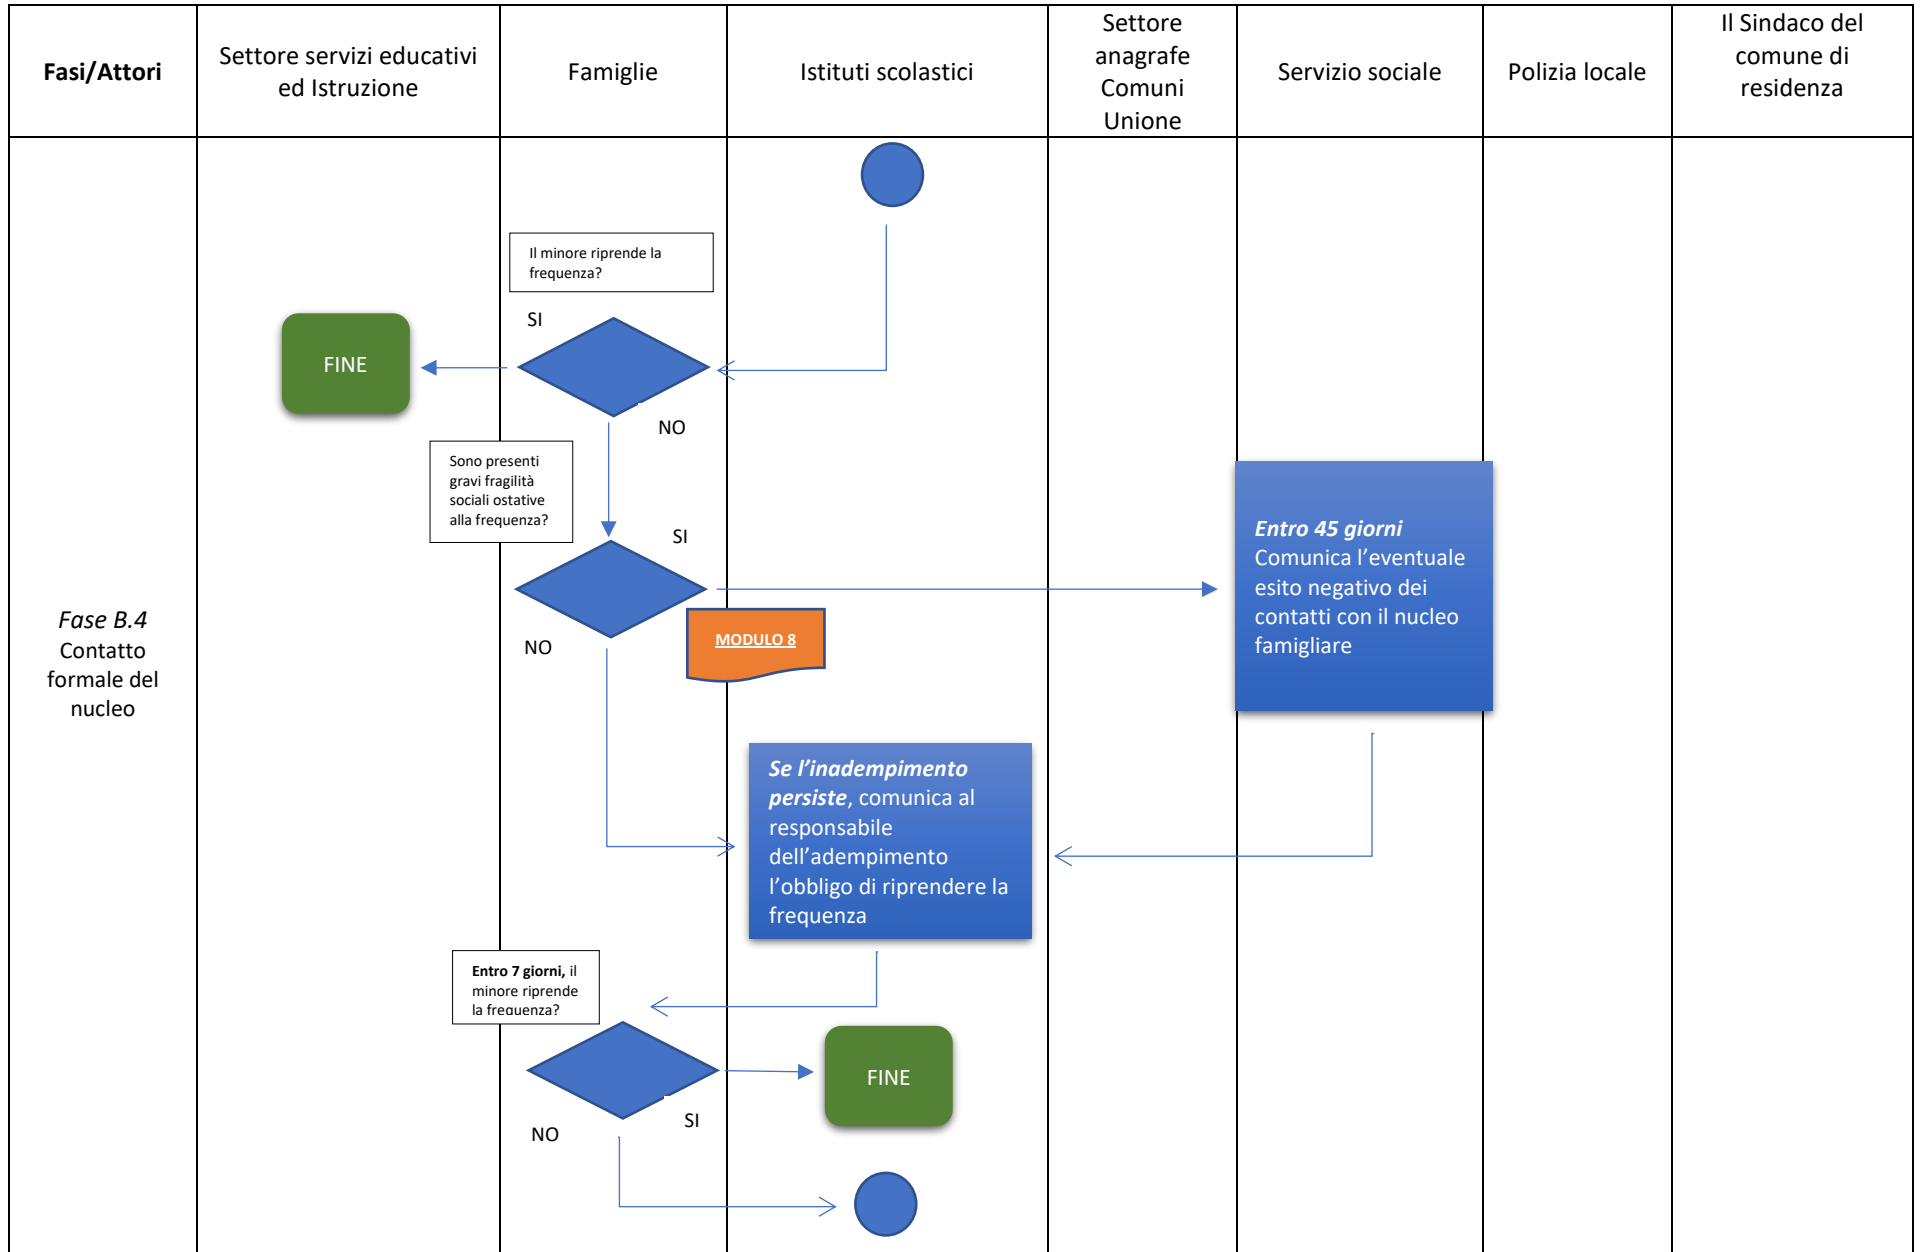 Fasi/Attori
Settore servizi educativi
ed Istruzione
Famiglie
Istituti scolastici
Settore
anagrafe
Comuni
Unione
Servizio sociale
Polizia locale
Il Sindaco del
comune di
residenza
Fase B.4
Contatto
formale del
nucleo
Il minore riprende la
frequenza?
SI
FINE
NO
Sono presenti
gravi fragilità
sociali ostative
alla frequenza?
SI
NO
MODULO 8
Entro 45 giorni
Comunica l’eventuale
esito negativo dei
contatti con il nucleo
famigliare
Se l’inadempimento
persiste, comunica al
responsabile
dell’adempimento
l’obbligo di riprendere la
frequenza
Entro 7 giorni, il
minore riprende
la frequenza?
FINE
SI
NO